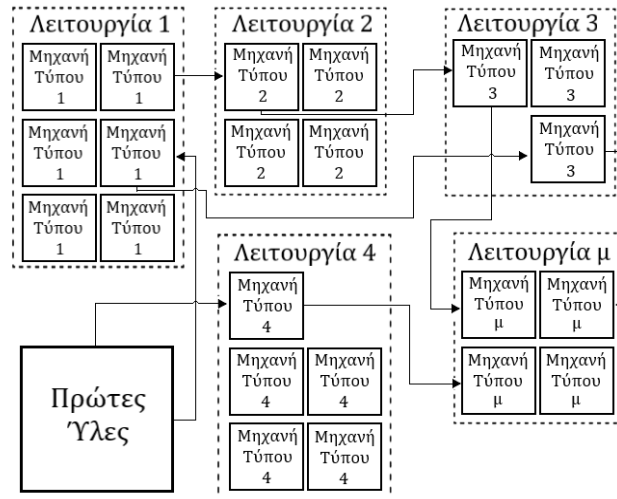 Λειτουργία 1
Μηχανή
Τύπου
1
Μηχανή
Τύπου
1
Μηχανή
Τύπου
1
Μηχανή
Τύπου
1
Μηχανή
Τύπου
1
Μηχανή
Τύπου
1
Λειτουργία 2
Μηχανή
Τύπου
2
Μηχανή
Τύπου
2
Μηχανή
Τύπου
2
Μηχανή
Τύπου
2
Λειτουργία 3
Μηχανή
Τύπου
3
Μηχανή
Τύπου
3
Μηχανή
Τύπου
3
Πρώτες
Ύλες
Λειτουργία 4
Μηχανή
Τύπου
4
Μηχανή
Τύπου
4
Μηχανή
Τύπου
4
Μηχανή
Τύπου
4
Μηχανή
Τύπου
4
Λειτουργία μ
Μηχανή
Τύπου
μ
Μηχανή
Τύπου
μ
Μηχανή
Τύπου
μ
Μηχανή
Τύπου
μ